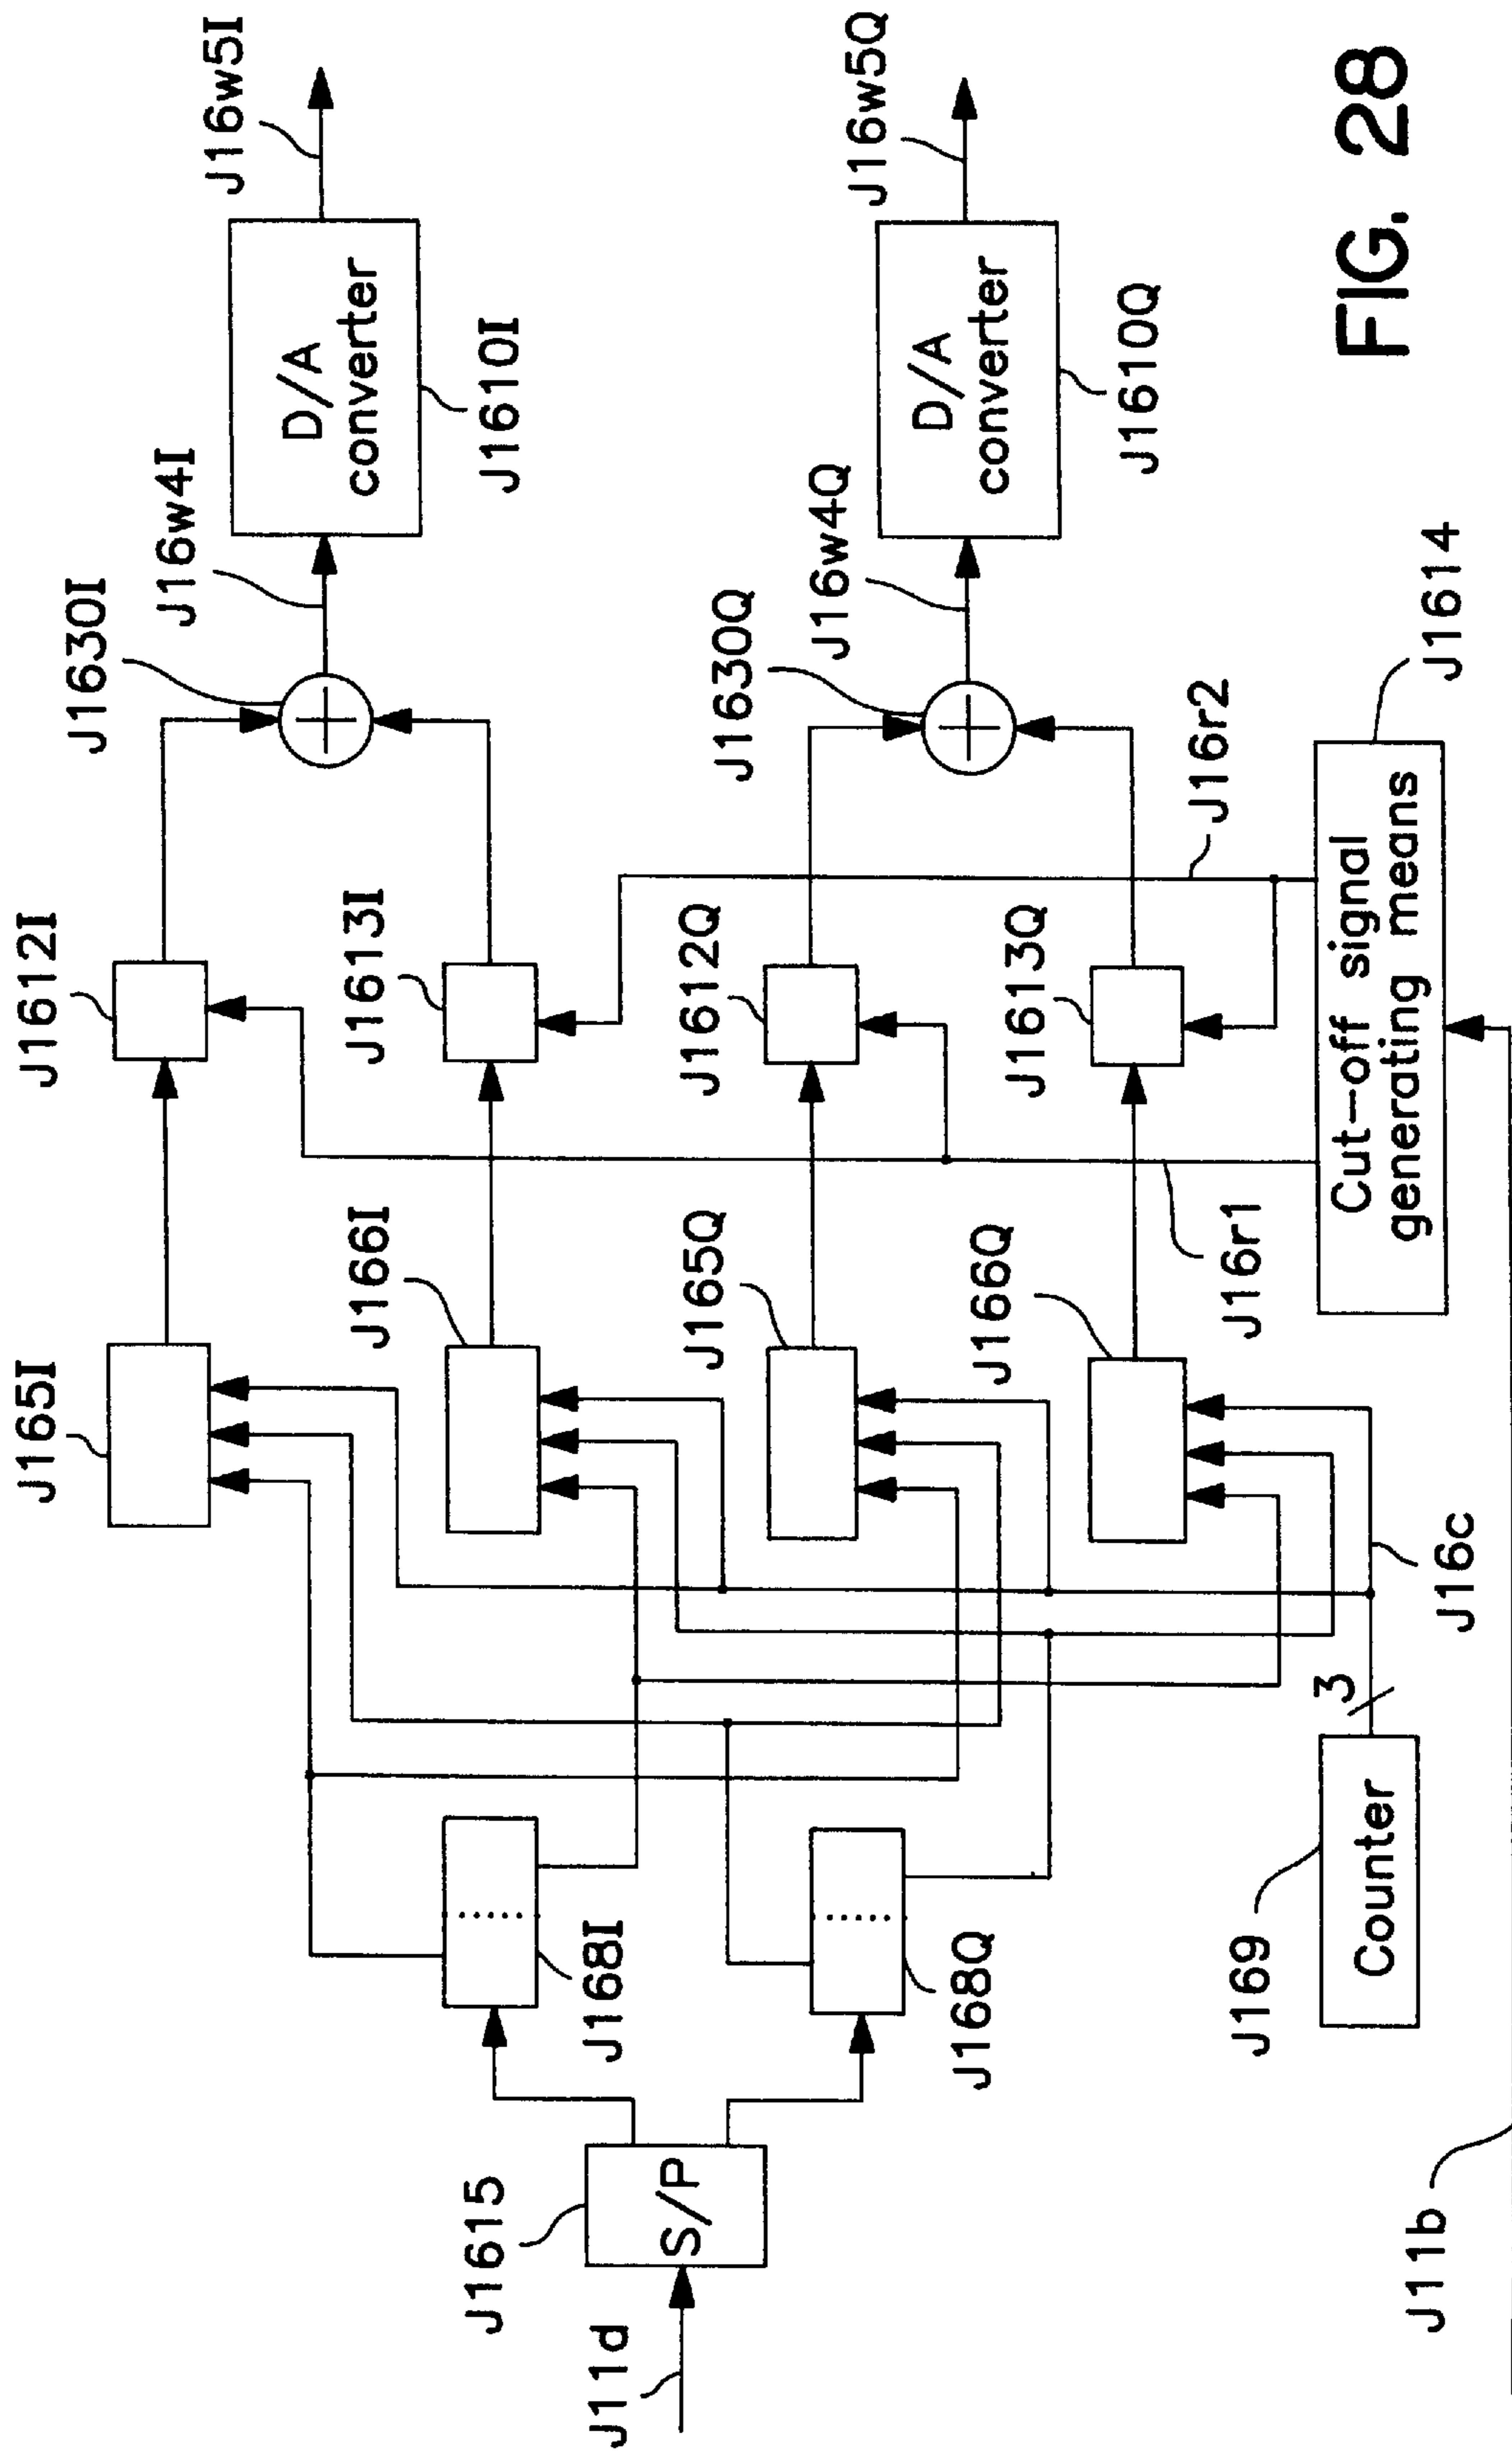 J11d
J1615
S/P
J168I
J168Q
J169
Counter
3
J16c
J165I
J166I
J165Q
J166Q
J16r1
J1612I
J1613I
J1612Q
J1613Q
J16r2
Cut-off signal
generating means
J1614
J11b
J1630I
J16w4I
J1630Q
J16w4Q
D/A
converter
J1610I
D/A
converter
J1610Q
J16w5I
J16w5Q
FIG. 28